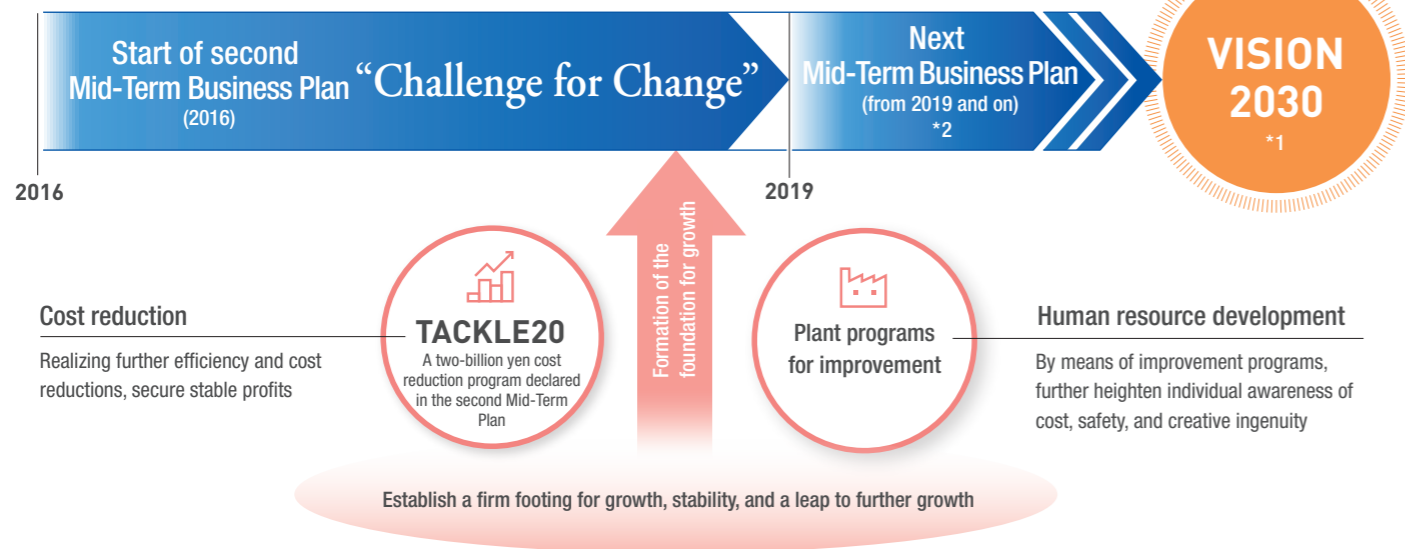 Start of second
Mid-Term Business Plan
(2016)
“Challenge for Change”
Next
Mid-Term Business Plan
(from 2019 and on)
*2
VISION
2030
*1
2016
2019
Formation of the
foundation for growth
Cost reduction
Realizing further efficiency and cost
reductions, secure stable profits
TACKLE20
A two-billion yen cost
reduction program declared
in the second Mid-Term
Plan
Plant programs
for improvement
Human resource development
By means of improvement programs,
further heighten individual awareness of
cost, safety, and creative ingenuity
Establish a firm footing for growth, stability, and a leap to further growth